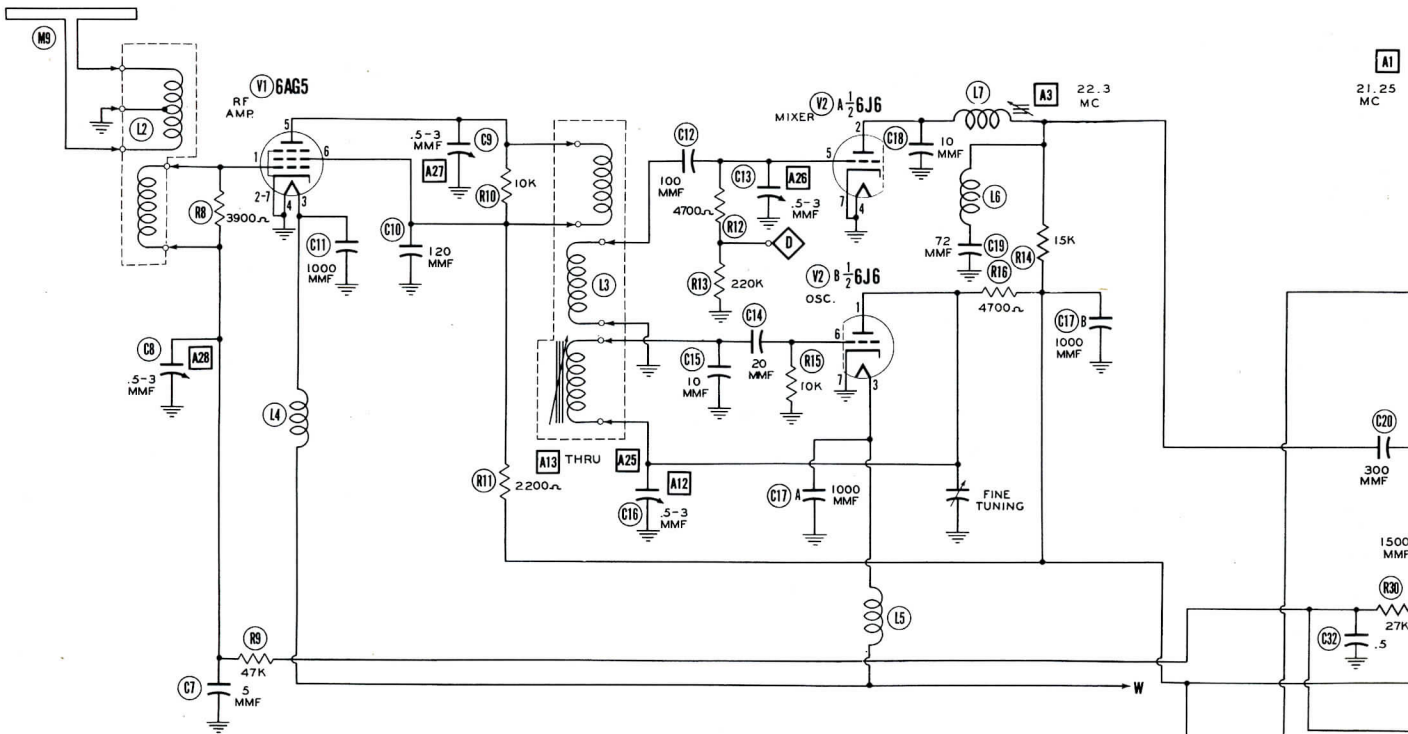 M9
L2
V1 6AG5
RF
AMP.
5
1
6
2-7
4
3
R8
3900Ω
C11
1000
MMF
C8
A28
.5-3
MMF
L4
R9
47K
C7
5
MMF
.5-3
MMF
C9
A27
R10
10K
C10
120
MMF
R11
2200Ω
L3
A13 THRU A25
A12
C16
.5-3
MMF
C12
100
MMF
C13
A26
.5-3
MMF
4700Ω
R12
D
R13
220K
C14
20
MMF
C15
10
MMF
R15
10K
V2 A ½ 6J6
MIXER
2
5
7
4
C18
10
MMF
L7
A3
22.3
MC
L6
72
MMF
C19
R16
R14
15K
4700Ω
V2 B ½ 6J6
OSC.
1
6
7
3
C17 B
1000
MMF
C17 A
1000
MMF
FINE
TUNING
L5
W
A1
21.25
MC
C20
300
MMF
1500
MMF
R30
27K
C32
.5